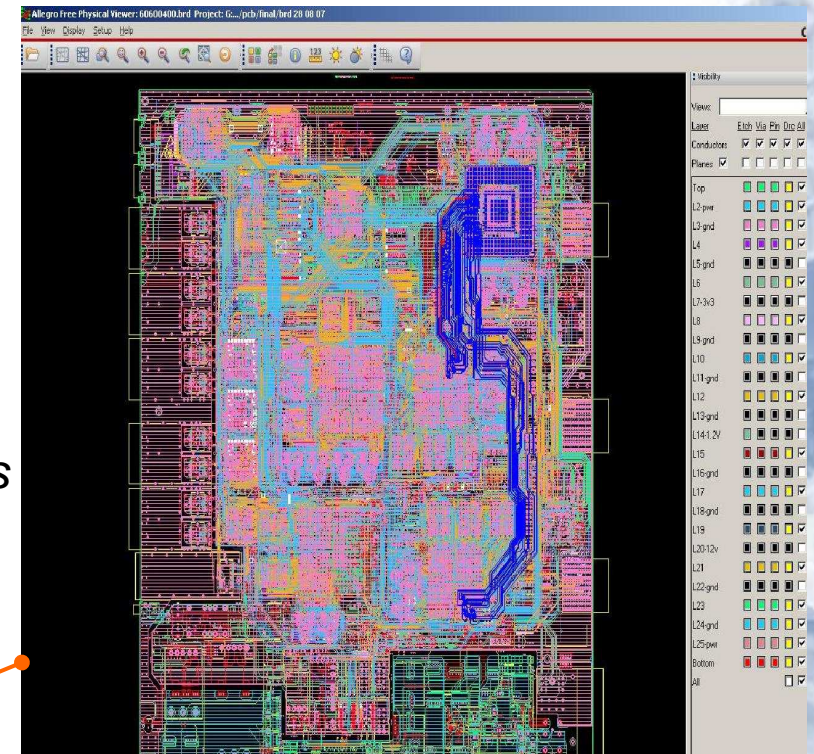 Allegro Free Physical Viewer: 60600400.brd Project: G:.../pcb/final/brd 28 08 07
File View Display Setup Help
Visibility
Views:
Layer Etch Via Pin Drc All
Conductors
Planes
Top
L2-pwr
L3-gnd
L4
L5-gnd
L6
L7-3v3
L8
L9-gnd
L10
L11-gnd
L12
L13-gnd
L14-1.2V
L15
L16-gnd
L17
L18-gnd
s
L19
L20-12v
L21
L22-gnd
L23
L24-gnd
L25-pwr
Bottom
All